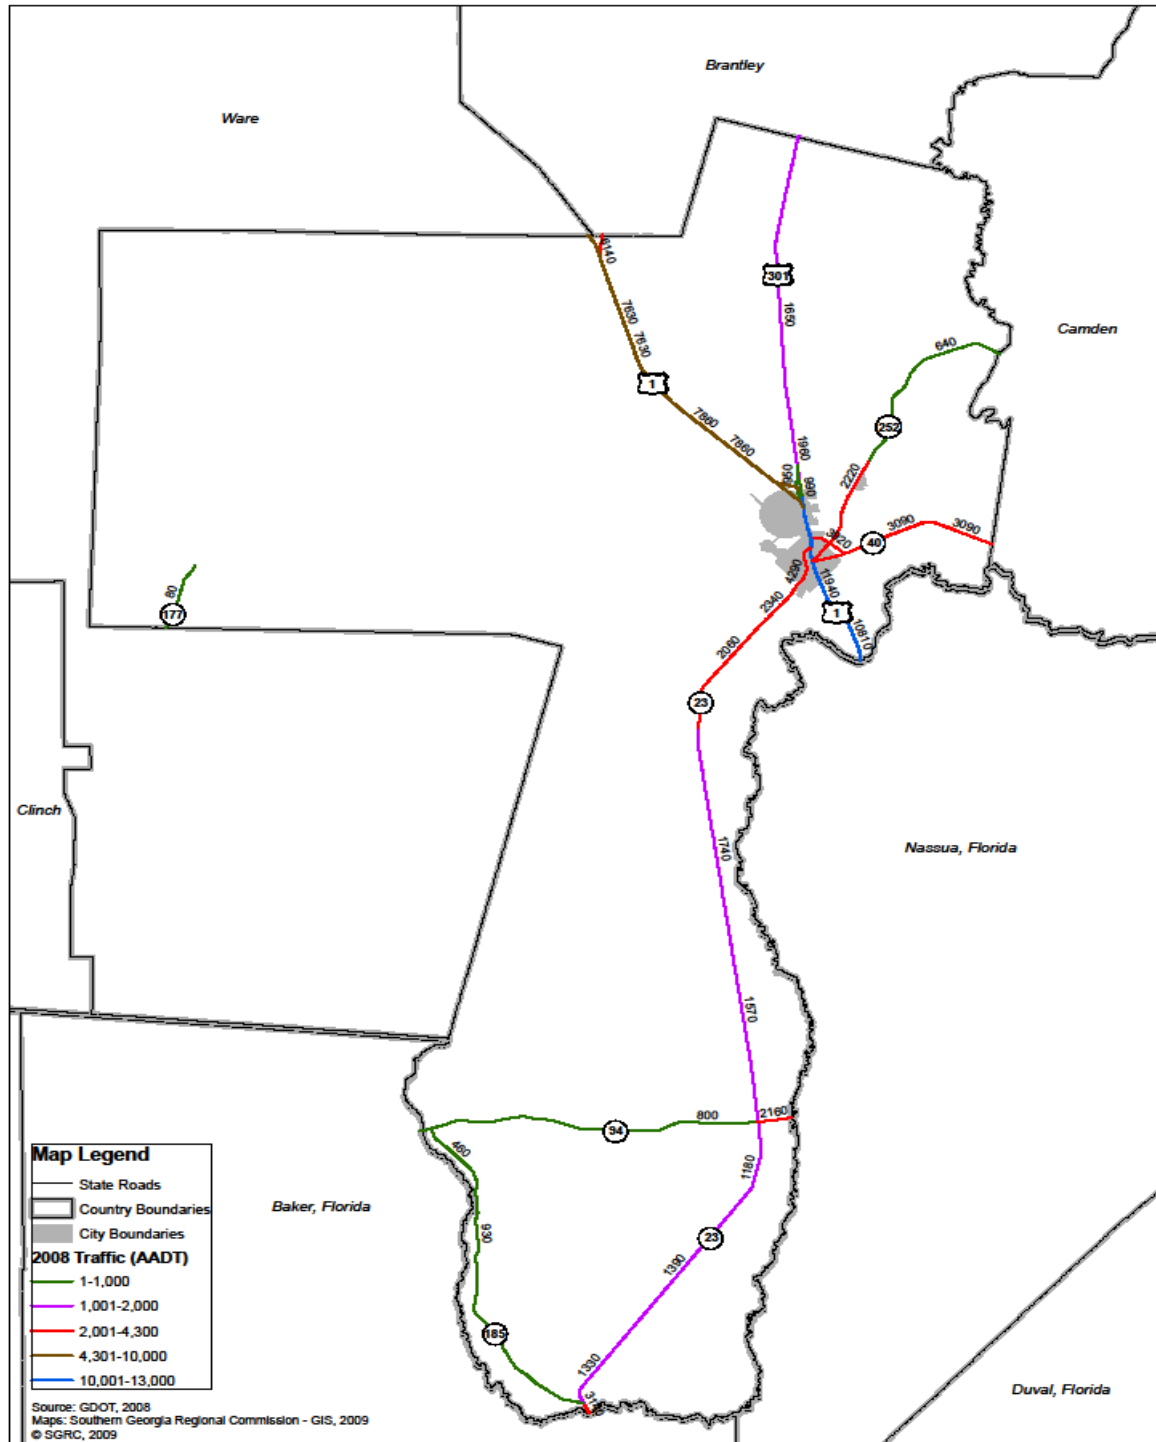 Brantley
Ware
6140
301
7630
1650
Camden
7630
640
1
7860
252
7860
1960
2220
990
3090
3090
3920
40
4290
11940
80
2340
1
177
10810
2060
23
Clinch
1740
Nassua, Florida
1570
800
2160
94
460
1180
Map Legend
State Roads
Country Boundaries
City Boundaries
2008 Traffic (AADT)
1-1,000
1,001-2,000
2,001-4,300
4,301-10,000
10,001-13,000
Baker, Florida
930
23
1390
185
1330
Duval, Florida
Source: GDOT, 2008
Maps: Southern Georgia Regional Commission - GIS, 2009
© SGRC, 2009